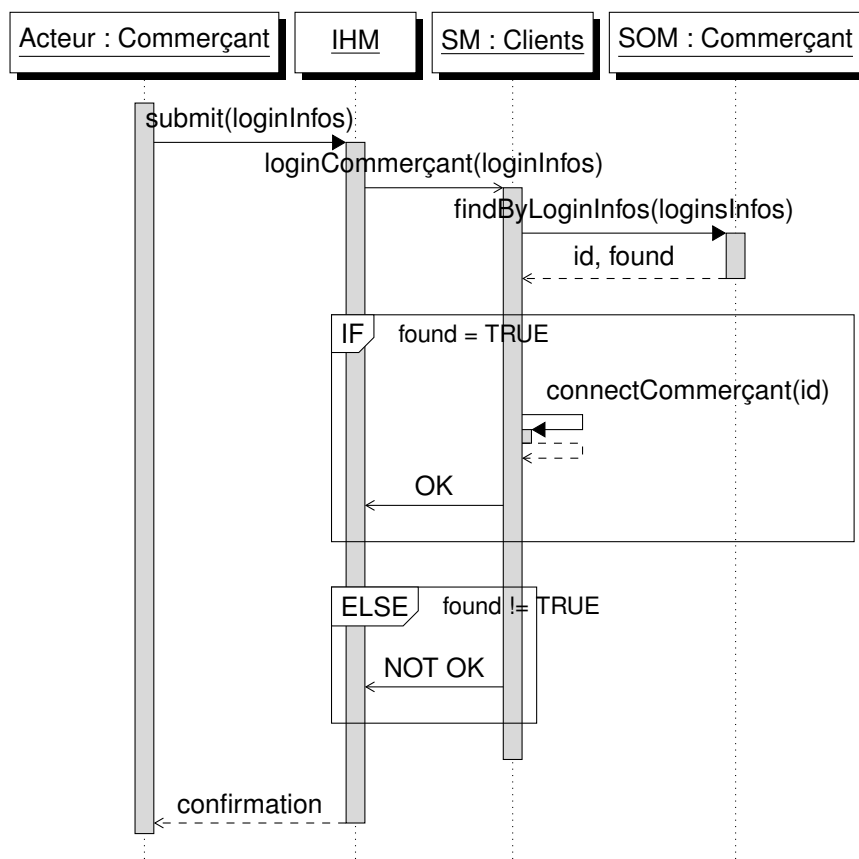 Acteur : Commerçant
IHM
SM : Clients
SOM : Commerçant
submit(loginInfos)
loginCommerçant(loginInfos)
findByLoginInfos(loginsInfos)
id, found
IF
found = TRUE
connectCommerçant(id)
OK
ELSE
found != TRUE
NOT OK
confirmation